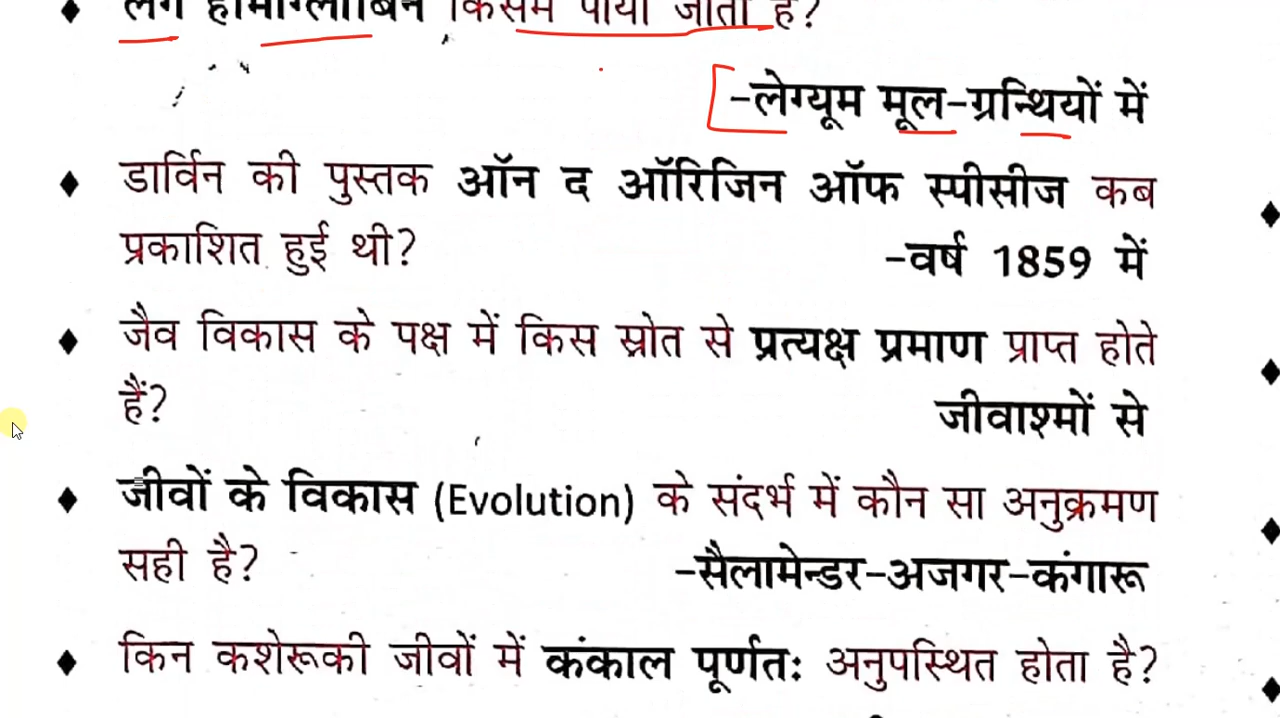 लेग हीमोग्लोबिन किसमें पाया जाता है?
-लेग्यूम मूल-ग्रन्थियों में
डार्विन की पुस्तक ऑन द ऑरिजिन ऑफ स्पीसीज कब
प्रकाशित हुई थी? -वर्ष 1859 में
जैव विकास के पक्ष में किस स्रोत से प्रत्यक्ष प्रमाण प्राप्त होते
हैं? जीवाश्मों से
जीवों के विकास (Evolution) के संदर्भ में कौन सा अनुक्रमण
सही है? -सैलामेन्डर-अजगर-कंगारू
किन कशेरूकी जीवों में कंकाल पूर्णतः अनुपस्थित होता है?